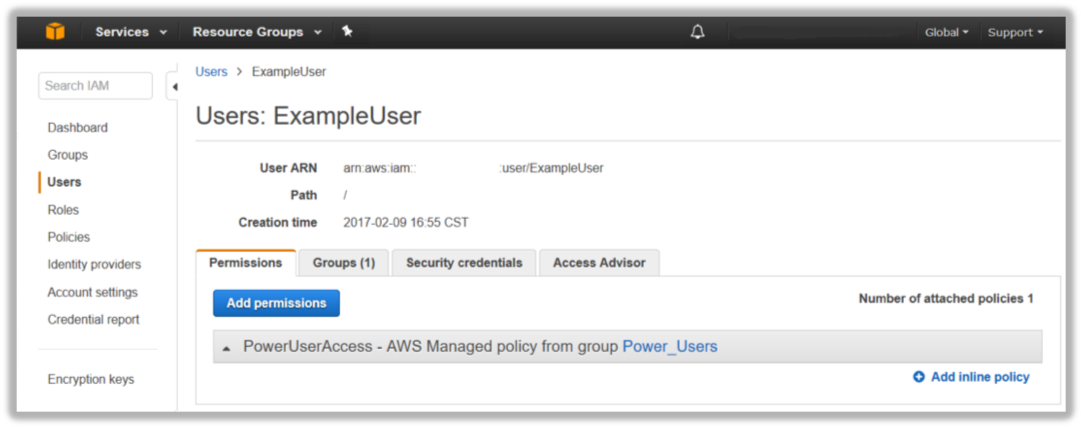 Services Resource Groups Global Support
Search IAM
Users > ExampleUser
Users: ExampleUser
Dashboard
Groups
Users
Roles
Policies
Identity providers
Account settings
Credential report
Encryption keys
User ARN arn:aws:iam:: :user/ExampleUser
Path /
Creation time 2017-02-09 16:55 CST
Permissions Groups (1) Security credentials Access Advisor
Add permissions Number of attached policies 1
PowerUserAccess - AWS Managed policy from group Power_Users
Add inline policy